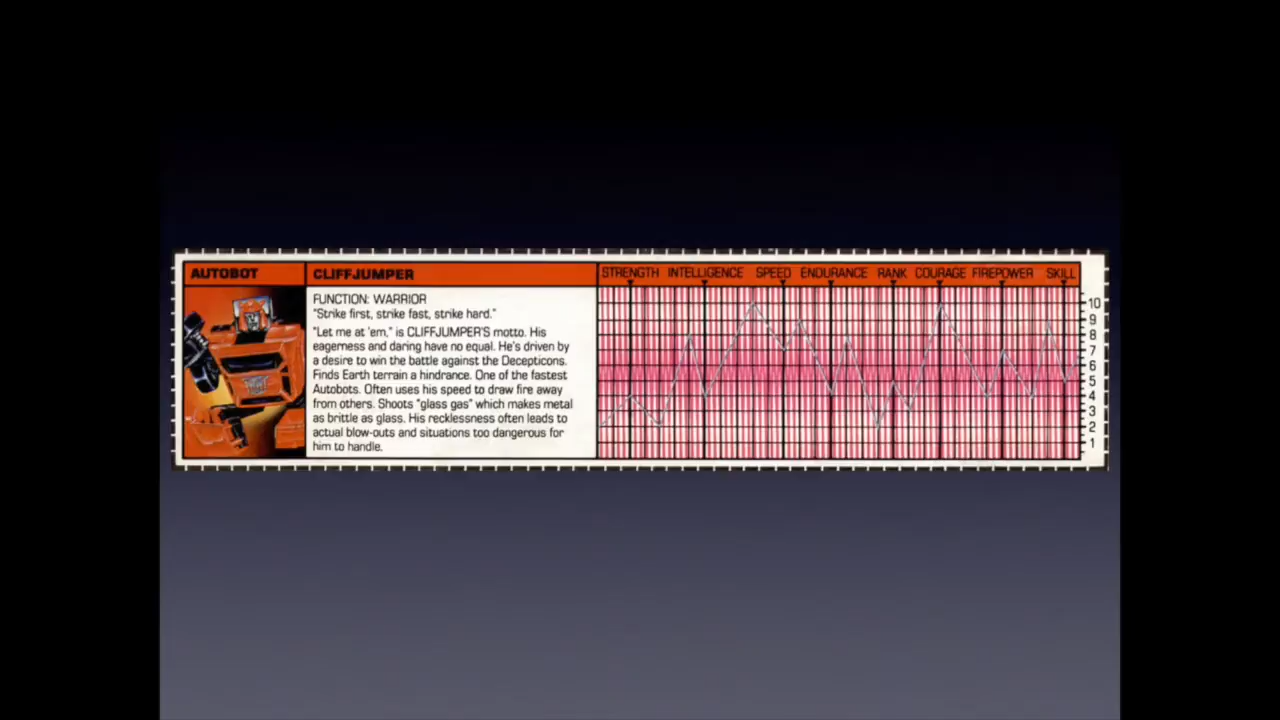 AUTOBOT
CLIFFJUMPER
STRENGTH INTELLIGENCE SPEED ENDURANCE RANK COURAGE FIREPOWER SKILL
FUNCTION: WARRIOR
"Strike first, strike fast, strike hard."
"Let me at 'em." is CLIFFJUMPER'S motto. His
eagerness and daring have no equal. He's driven by
a desire to win the battle against the Decepticons.
Finds Earth terrain a hindrance. One of the fastest
Autobots. Often uses his speed to draw fire away
from others. Shoots "glass gas" which makes metal
as brittle as glass. His recklessness often leads to
actual blow-outs and situations too dangerous for
him to handle.
10
9
8
7
6
5
4
3
2
1